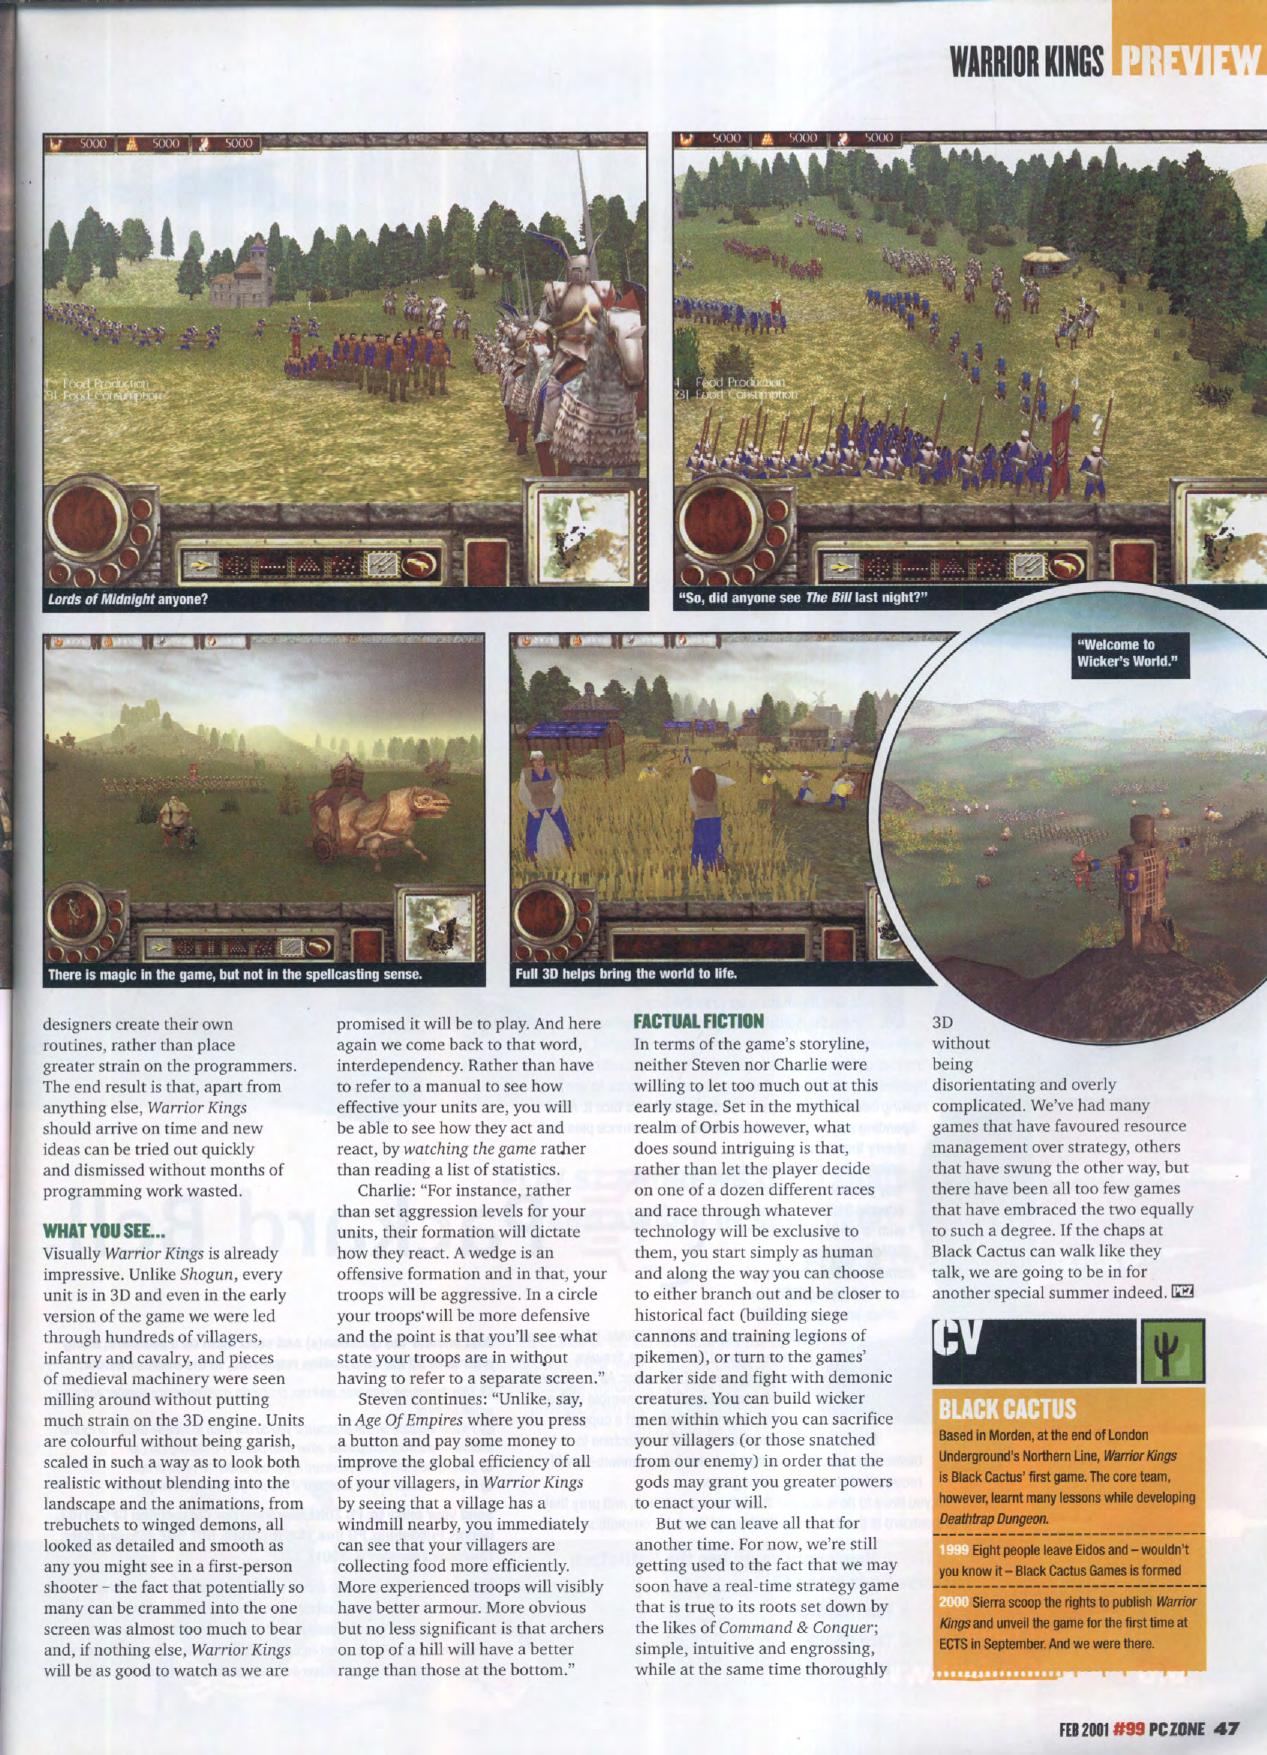 WARRIOR KINGS PREVIEW
5000 5000 5000
5000 5000 5000
Food Production
31 Food Consumption
Food Production
31 Food Consumption
Lords of Midnight anyone?
"So, did anyone see The Bill last night?"
"Welcome to
Wicker's World."
There is magic in the game, but not in the spellcasting sense.
Full 3D helps bring the world to life.
designers create their own
routines, rather than place
greater strain on the programmers.
The end result is that, apart from
anything else, Warrior Kings
should arrive on time and new
ideas can be tried out quickly
and dismissed without months of
programming work wasted.
WHAT YOU SEE...
Visually Warrior Kings is already
impressive. Unlike Shogun, every
unit is in 3D and even in the early
version of the game we were led
through hundreds of villagers,
infantry and cavalry, and pieces
of medieval machinery were seen
milling around without putting
much strain on the 3D engine. Units
are colourful without being garish,
scaled in such a way as to look both
realistic without blending into the
landscape and the animations, from
trebuchets to winged demons, all
looked as detailed and smooth as
any you might see in a first-person
shooter – the fact that potentially so
many can be crammed into the one
screen was almost too much to bear
and, if nothing else, Warrior Kings
will be as good to watch as we are
promised it will be to play. And here
again we come back to that word,
interdependency. Rather than have
to refer to a manual to see how
effective your units are, you will
be able to see how they act and
react, by watching the game rather
than reading a list of statistics.
Charlie: "For instance, rather
than set aggression levels for your
units, their formation will dictate
how they react. A wedge is an
offensive formation and in that, your
troops will be aggressive. In a circle
your troops will be more defensive
and the point is that you'll see what
state your troops are in without
having to refer to a separate screen."
Steven continues: "Unlike, say,
in Age Of Empires where you press
a button and pay some money to
improve the global efficiency of all
of your villagers, in Warrior Kings
by seeing that a village has a
windmill nearby, you immediately
can see that your villagers are
collecting food more efficiently.
More experienced troops will visibly
have better armour. More obvious
but no less significant is that archers
on top of a hill will have a better
range than those at the bottom."
FACTUAL FICTION
In terms of the game's storyline,
neither Steven nor Charlie were
willing to let too much out at this
early stage. Set in the mythical
realm of Orbis however, what
does sound intriguing is that,
rather than let the player decide
on one of a dozen different races
and race through whatever
technology will be exclusive to
them, you start simply as human
and along the way you can choose
to either branch out and be closer to
historical fact (building siege
cannons and training legions of
pikemen), or turn to the games'
darker side and fight with demonic
creatures. You can build wicker
men within which you can sacrifice
your villagers (or those snatched
from our enemy) in order that the
gods may grant you greater powers
to enact your will.
But we can leave all that for
another time. For now, we're still
getting used to the fact that we may
soon have a real-time strategy game
that is true to its roots set down by
the likes of Command & Conquer;
simple, intuitive and engrossing,
while at the same time thoroughly
3D
without
being
disorientating and overly
complicated. We've had many
games that have favoured resource
management over strategy, others
that have swung the other way, but
there have been all too few games
that have embraced the two equally
to such a degree. If the chaps at
Black Cactus can walk like they
talk, we are going to be in for
another special summer indeed. PCZ
CV
BLACK CACTUS
Based in Morden, at the end of London
Underground's Northern Line, Warrior Kings
is Black Cactus' first game. The core team,
however, learnt many lessons while developing
Deathtrap Dungeon.
1999 Eight people leave Eidos and – wouldn't
you know it – Black Cactus Games is formed
2000 Sierra scoop the rights to publish Warrior
Kings and unveil the game for the first time at
ECTS in September. And we were there.
FEB 2001 #99 PC ZONE 47